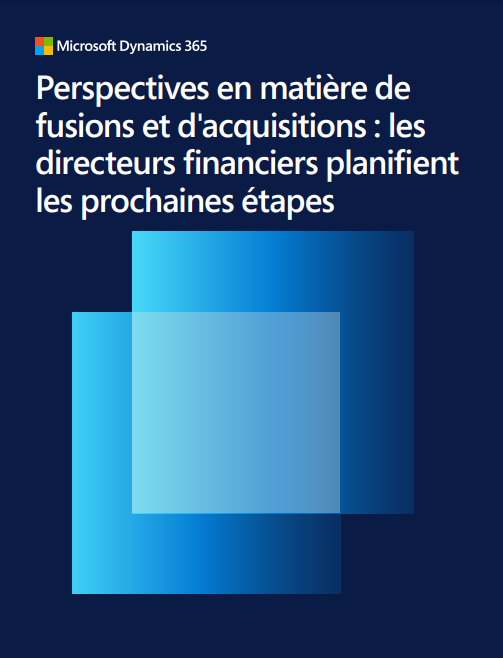 Microsoft Dynamics 365
Perspectives en matière de
fusions et d'acquisitions : les
directeurs financiers planifient
les prochaines étapes